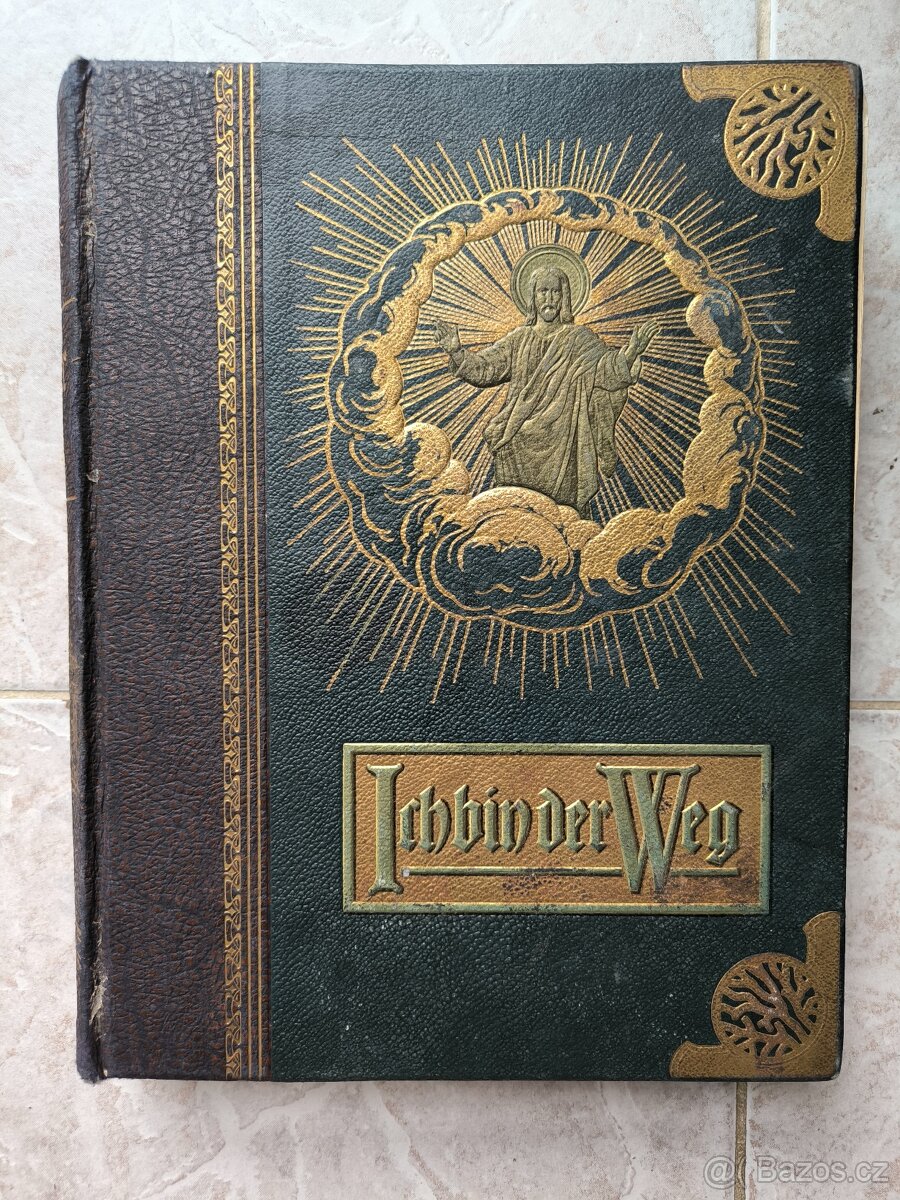 Ich bin der Weg
@ Bazos.cz